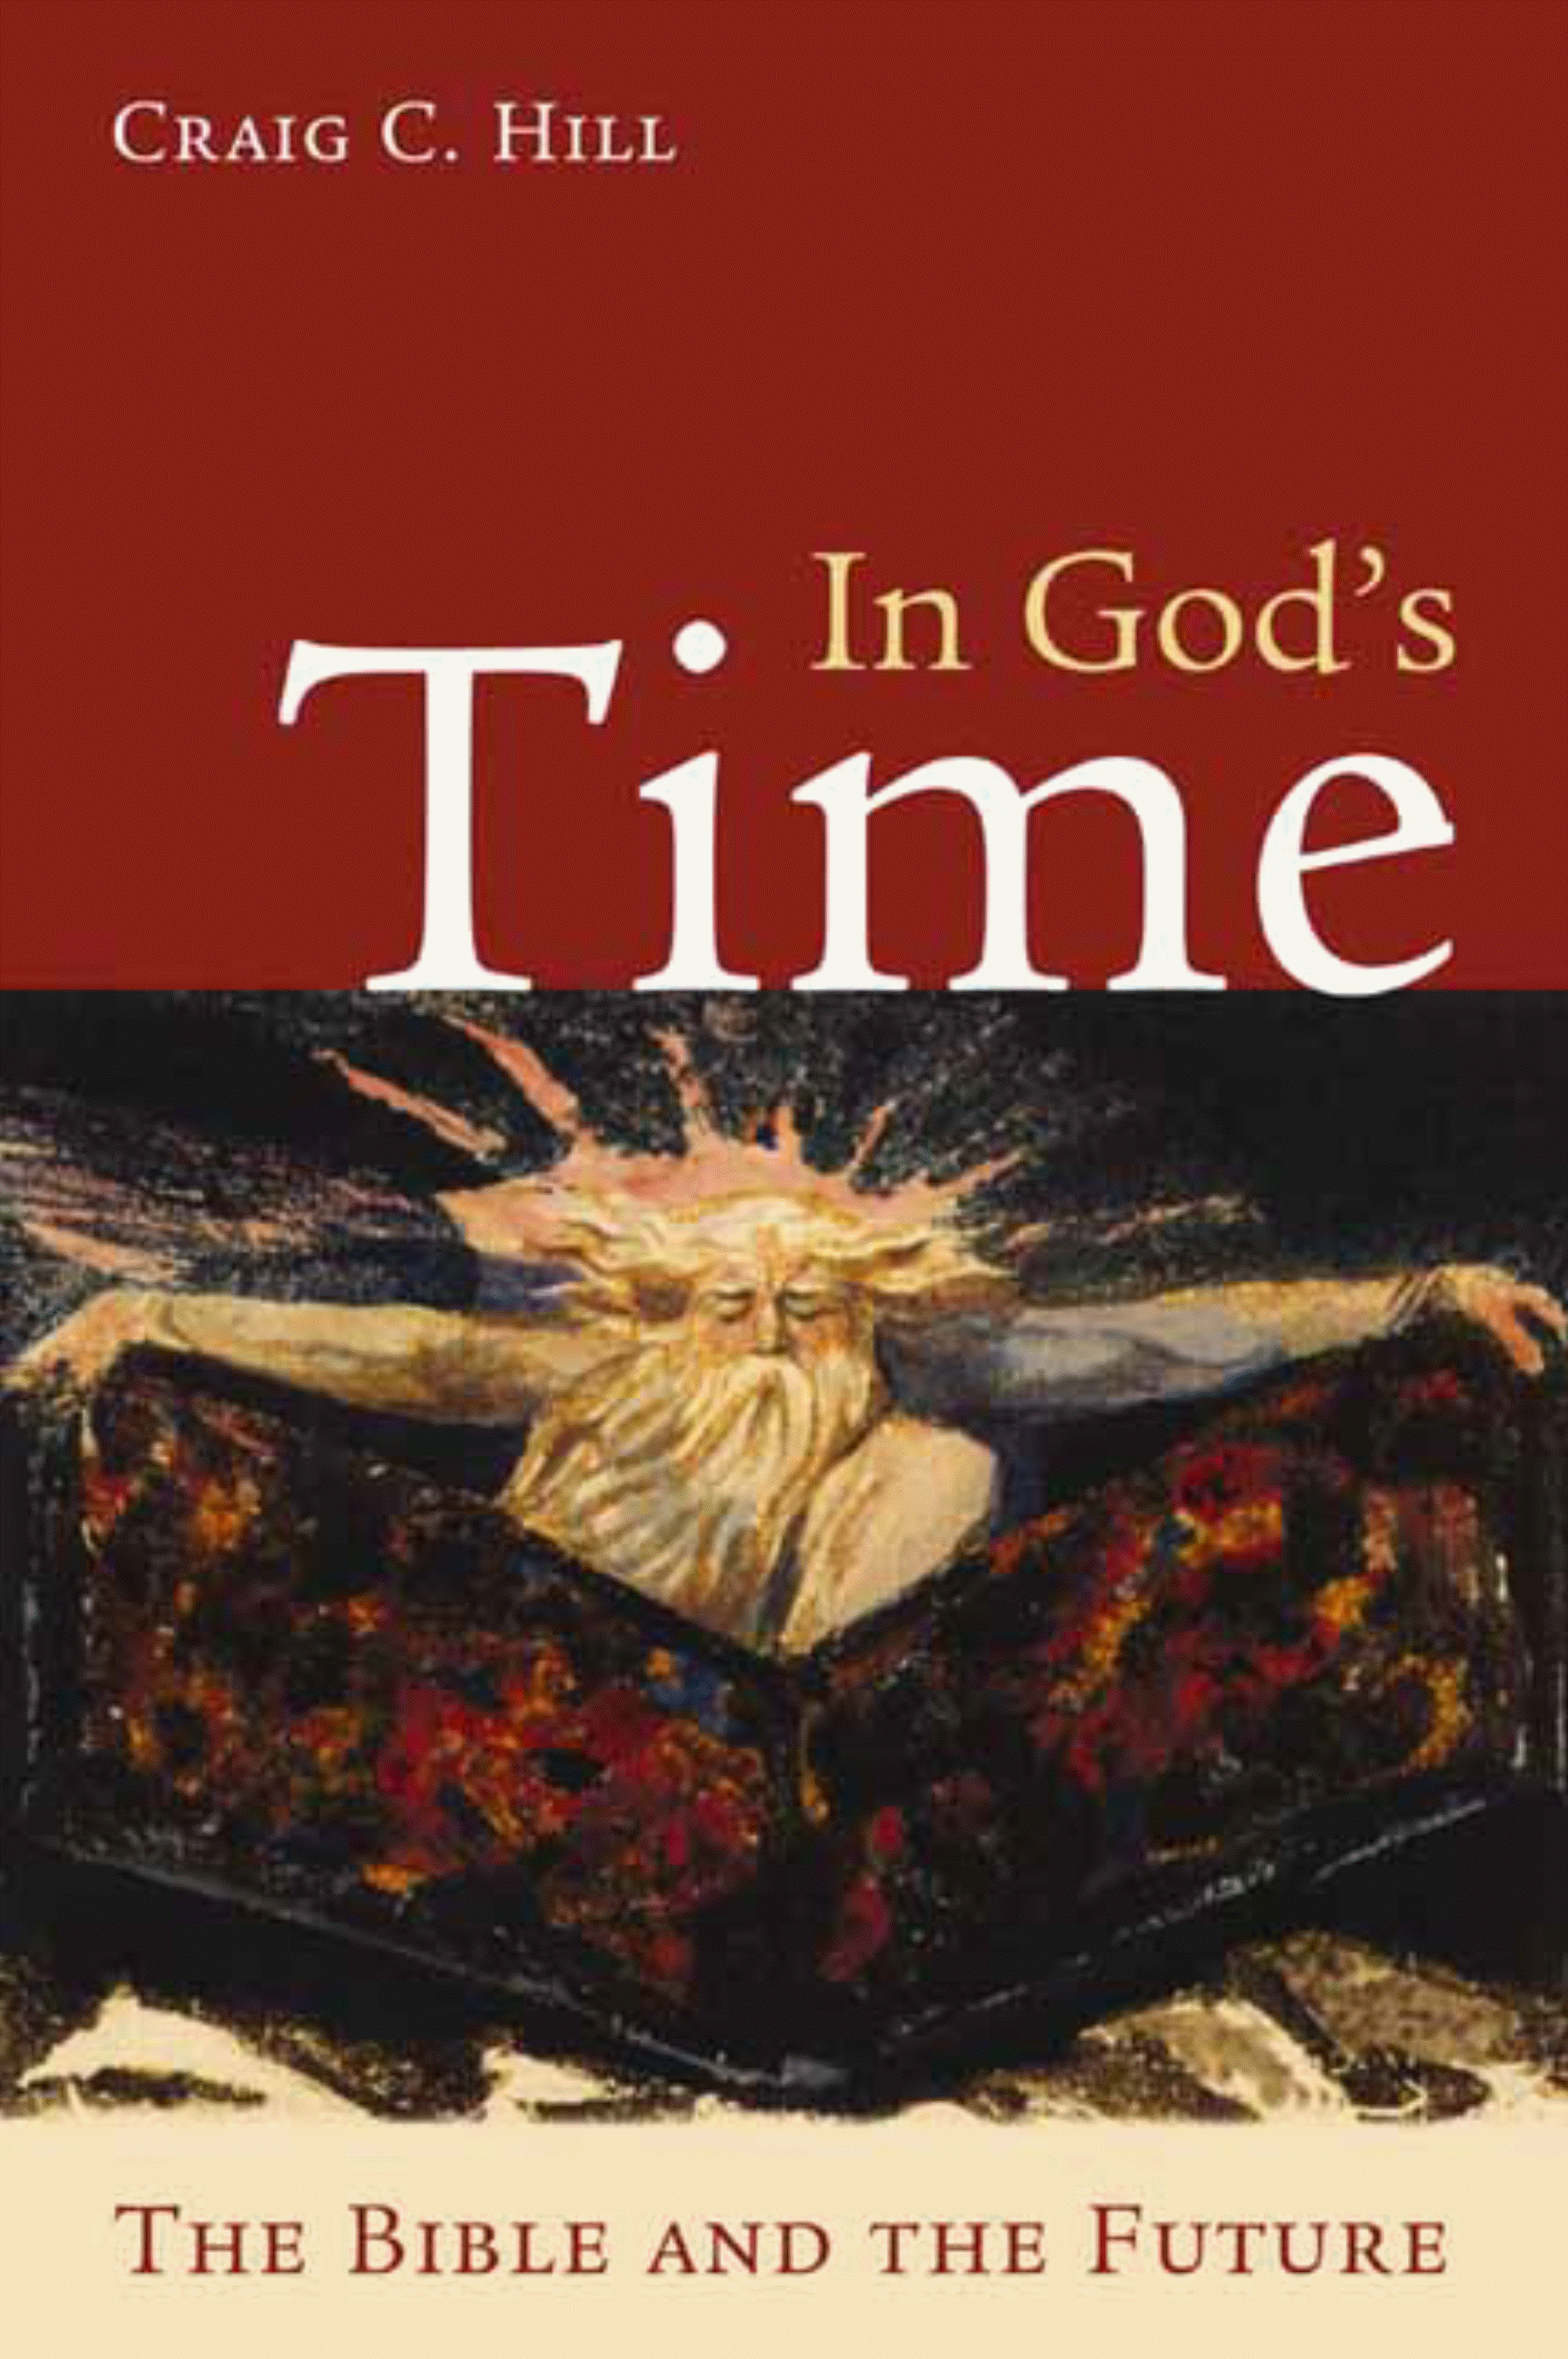 Craig C. Hill
In God's
Time
The Bible and the Future